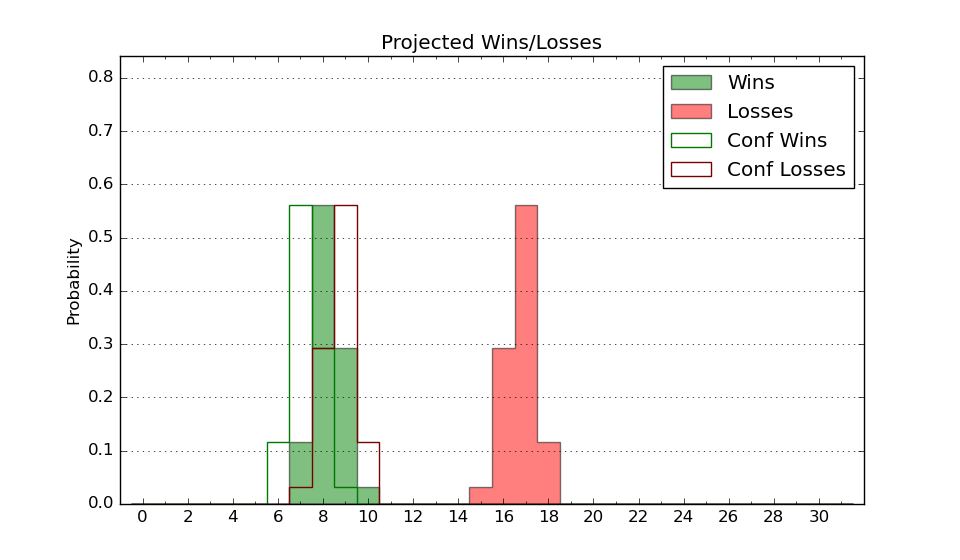 Projected Wins/Losses
Wins
Losses
Conf Wins
Conf Losses
Probability
0.8
0.7
0.6
0.5
0.4
0.3
0.2
0.1
0.0
0 2 4 6 8 10 12 14 16 18 20 22 24 26 28 30